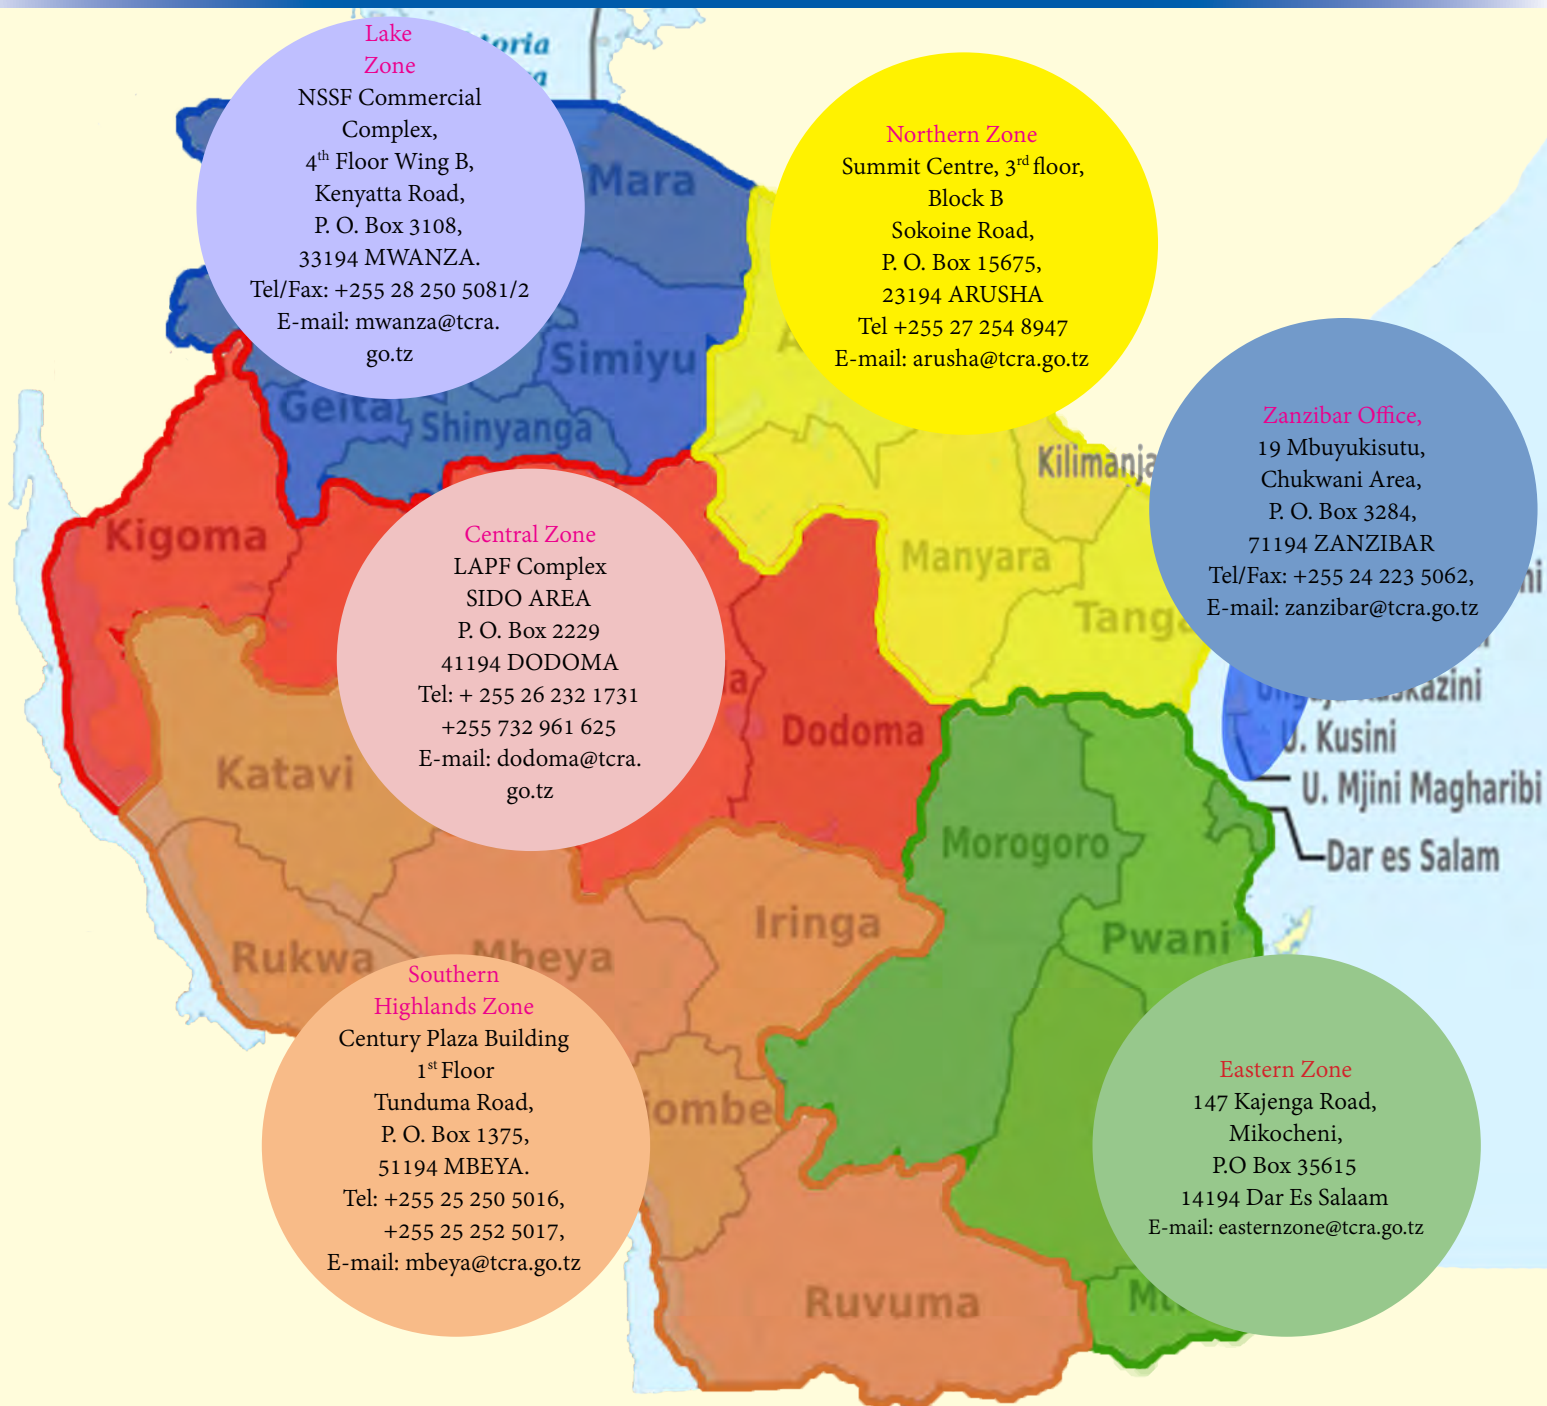 Lake
Zone
NSSF Commercial
Complex,
4th Floor Wing B,
Kenyatta Road,
P. O. Box 3108,
33194 MWANZA.
Tel/Fax: +255 28 250 5081/2
E-mail: mwanza@tcra.
go.tz
Northern Zone
Summit Centre, 3rd floor,
Block B
Sokoine Road,
P. O. Box 15675,
23194 ARUSHA
Tel +255 27 254 8947
E-mail: arusha@tcra.go.tz
Zanzibar Office,
19 Mbuyukisutu,
Chukwani Area,
P. O. Box 3284,
71194 ZANZIBAR
Tel/Fax: +255 24 223 5062,
E-mail: zanzibar@tcra.go.tz
Central Zone
LAPF Complex
SIDO AREA
P. O. Box 2229
41194 DODOMA
Tel: + 255 26 232 1731
+255 732 961 625
E-mail: dodoma@tcra.
go.tz
Southern
Highlands Zone
Century Plaza Building
1st Floor
Tunduma Road,
P. O. Box 1375,
51194 MBEYA.
Tel: +255 25 250 5016,
+255 25 252 5017,
E-mail: mbeya@tcra.go.tz
Eastern Zone
147 Kajenga Road,
Mikocheni,
P.O Box 35615
14194 Dar Es Salaam
E-mail: easternzone@tcra.go.tz
Mara
Simiyu
Geita
Shinyanga
Kigoma
Manyara
Tanga
Dodoma
Katavi
U. Kusini
U. Mjini Magharibi
Morogoro
Dar es Salam
Iringa
Pwani
Rukwa
Mbeya
Ruvuma